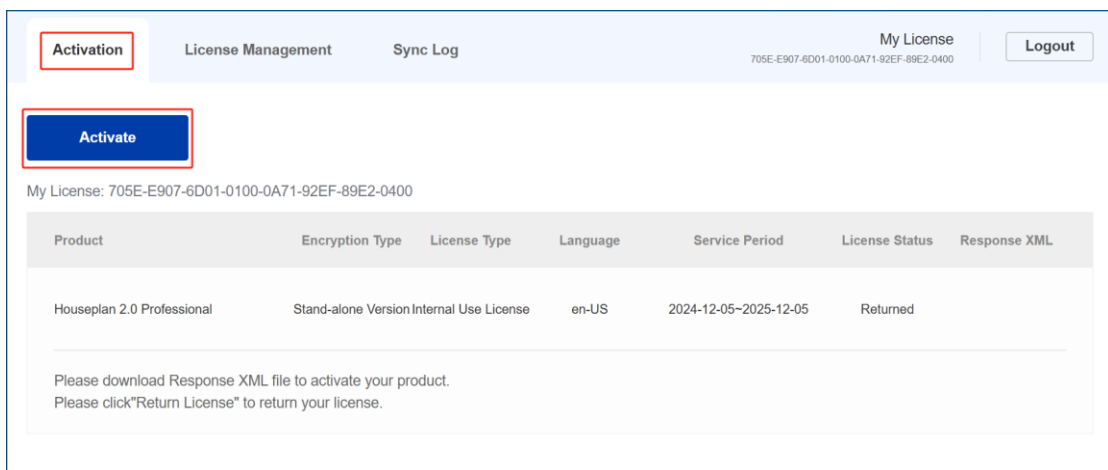 Activation License Management Sync Log My License Logout
705E-E907-6D01-0100-0A71-92EF-89E2-0400
Activate
My License: 705E-E907-6D01-0100-0A71-92EF-89E2-0400
Product Encryption Type License Type Language Service Period License Status Response XML
Houseplan 2.0 Professional Stand-alone Version Internal Use License en-US 2024-12-05~2025-12-05 Returned
Please download Response XML file to activate your product.
Please click"Return License" to return your license.